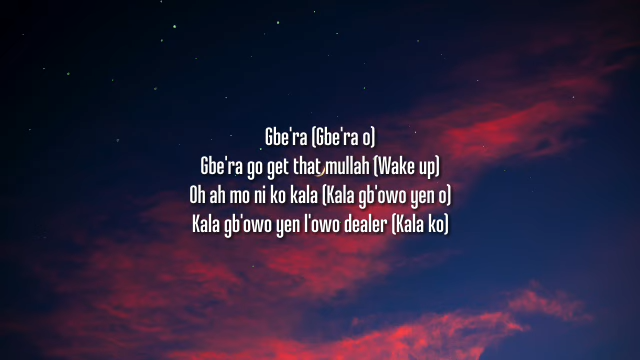 Gbe'ra (Gbe'ra o)
Gbe'ra go get that mullah (Wake up)
Oh ah mo ni ko kala (Kala gb'owo yen o)
Kala gb'owo yen l'owo dealer (Kala ko)